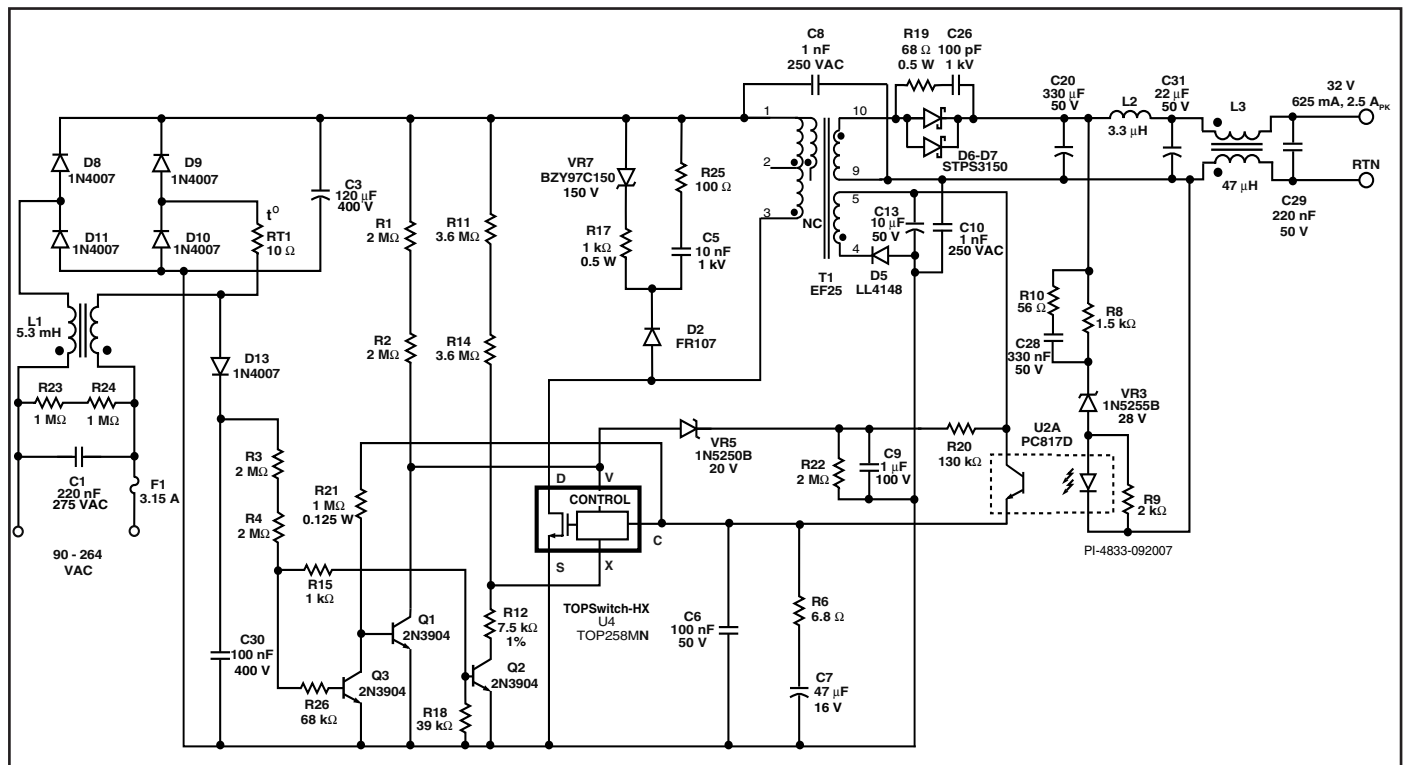 C8
1 nF
250 VAC
R19
68 Ω
0.5 W
C26
100 pF
1 kV
C20
330 µF
50 V
L2
3.3 µH
C31
22 µF
50 V
L3
47 µH
32 V
625 mA, 2.5 A PK
RTN
C29
220 nF
50 V
D8
1N4007
D9
1N4007
D11
1N4007
D10
1N4007
C3
120 µF
400 V
tO
RT1
10 Ω
1
2
3
NC
10
9
5
4
D6-D7
STPS3150
VR7
BZY97C150
150 V
R25
100 Ω
R17
1 kΩ
0.5 W
C5
10 nF
1 kV
R1
2 MΩ
R11
3.6 MΩ
C13
10 µF
50 V
C10
1 nF
250 VAC
T1
EF25
D5
LL4148
L1
5.3 mH
D13
1N4007
R2
2 MΩ
R14
3.6 MΩ
D2
FR107
R10
56 Ω
R8
1.5 kΩ
C28
330 nF
50 V
R23
1 MΩ
R24
1 MΩ
C1
220 nF
275 VAC
F1
3.15 A
90 - 264
VAC
R3
2 MΩ
R4
2 MΩ
R21
1 MΩ
0.125 W
VR5
1N5250B
20 V
R22
2 MΩ
C9
1 µF
100 V
R20
130 kΩ
U2A
PC817D
VR3
1N5255B
28 V
R9
2 kΩ
PI-4833-092007
D
V
CONTROL
C
S
X
TOPSwitch-HX
U4
TOP258MN
R15
1 kΩ
R12
7.5 kΩ
1%
C6
100 nF
50 V
R6
6.8 Ω
C7
47 µF
16 V
C30
100 nF
400 V
Q1
2N3904
Q3
2N3904
Q2
2N3904
R26
68 kΩ
R18
39 kΩ